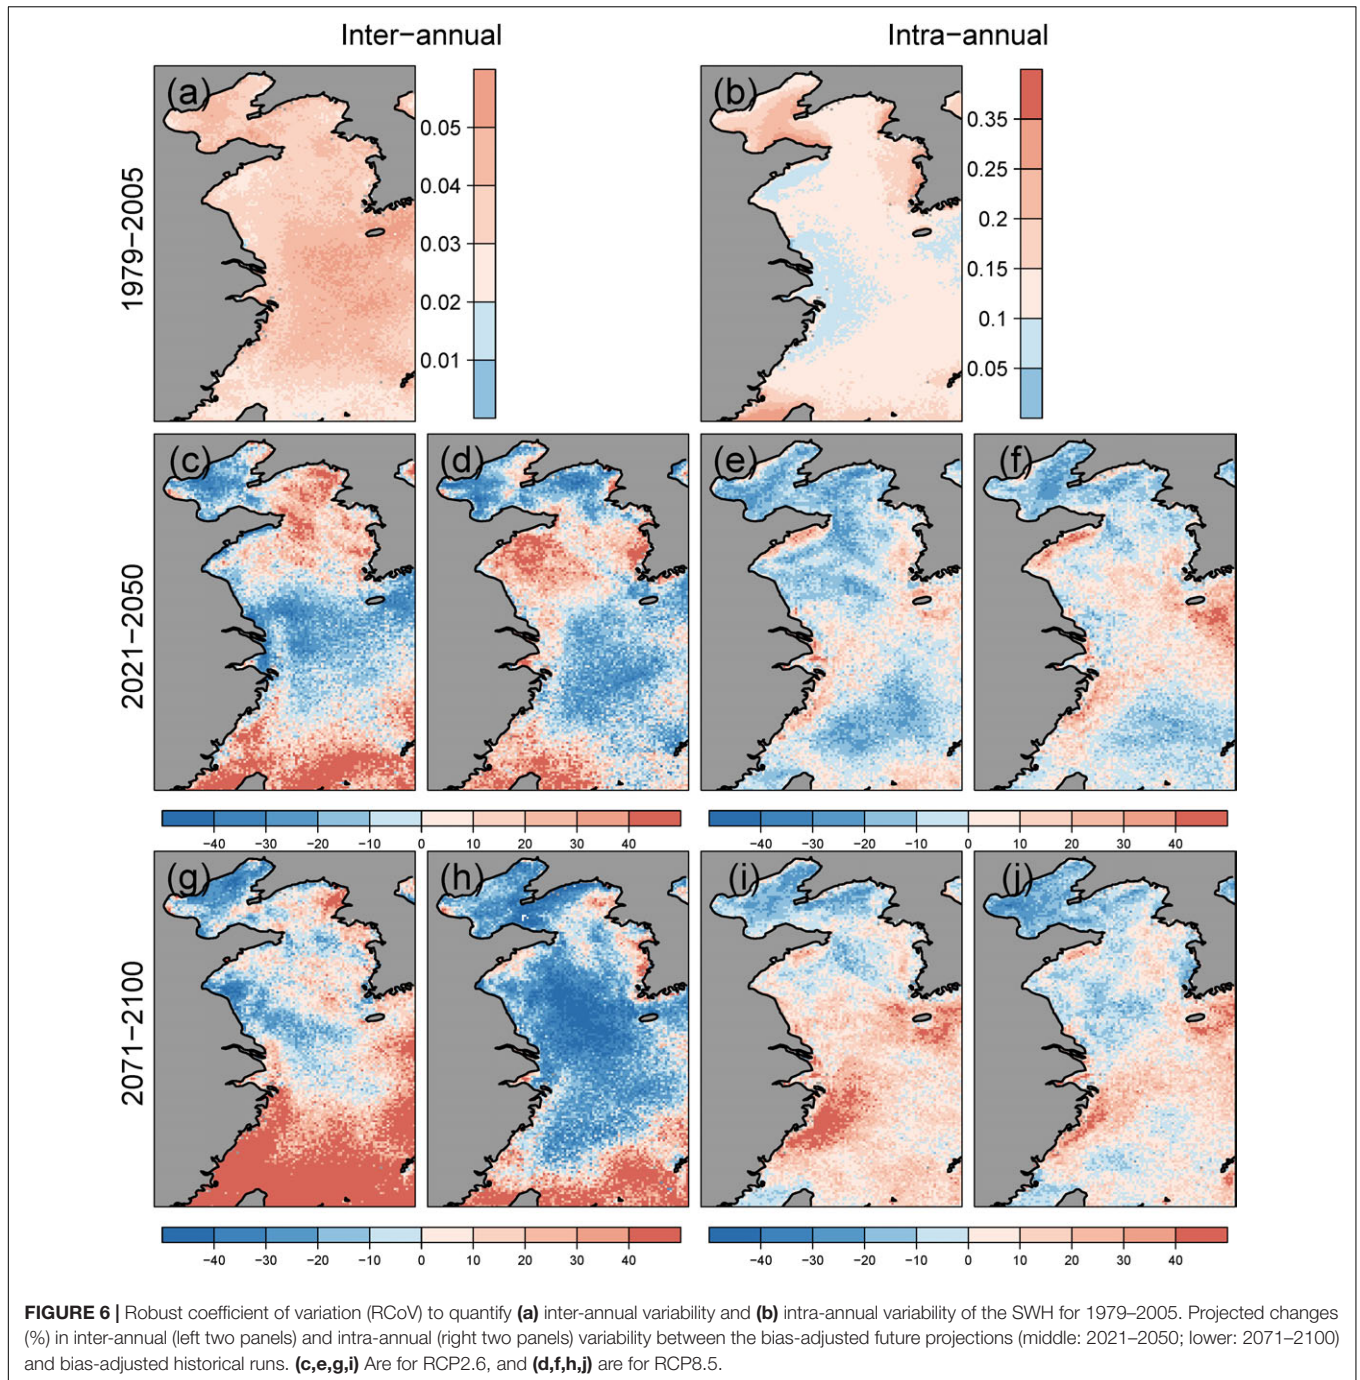 Inter−annual
Intra−annual
1979−2005
(a)
0.05
0.04
0.03
0.02
0.01
(b)
0.35
0.25
0.2
0.15
0.1
0.05
2021−2050
(c)
(d)
(e)
(f)
−40 −30 −20 −10 0 10 20 30 40
−40 −30 −20 −10 0 10 20 30 40
2071−2100
(g)
(h)
(i)
(j)
−40 −30 −20 −10 0 10 20 30 40
−40 −30 −20 −10 0 10 20 30 40
FIGURE 6 | Robust coefficient of variation (RCoV) to quantify (a) inter-annual variability and (b) intra-annual variability of the SWH for 1979–2005. Projected changes
(%) in inter-annual (left two panels) and intra-annual (right two panels) variability between the bias-adjusted future projections (middle: 2021–2050; lower: 2071–2100)
and bias-adjusted historical runs. (c,e,g,i) Are for RCP2.6, and (d,f,h,j) are for RCP8.5.